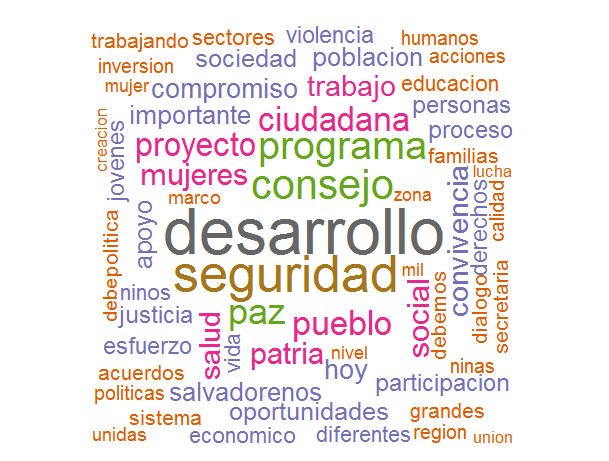 trabajando
sectores
violencia
humanos
inversion
sociedad
poblacion
acciones
mujer
compromiso
trabajo
educacion
creacion
jovenes
importante
ciudadana
personas
proyecto
programa
proceso
familias
mujeres
consejo
lucha
marco
zona
convivencia
derechos
calidad
debe
politica
apoyo
desarrollo
seguridad
mil
ninos
justicia
paz
pueblo
social
debemos
dialogo
secretaria
esfuerzo
salud
vida
patria
nivel
hoy
ninas
acuerdos
participacion
politicas
salvadorenos
sistema
oportunidades
grandes
unidas
economico
diferentes
region
union